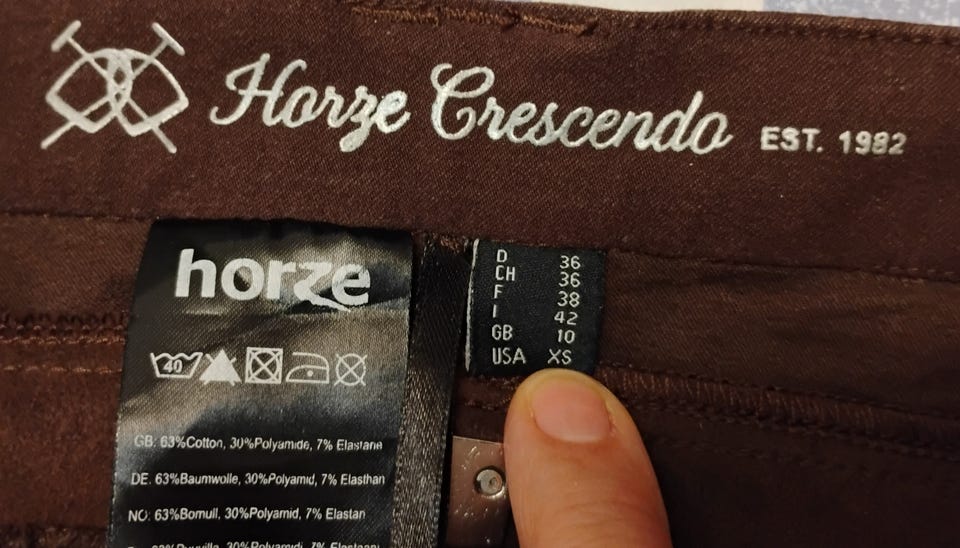 Horze Crescendo EST. 1982
horze
40
GB: 63%Cotton, 30%Polyamide, 7% Elastane
DE: 63%Baumwolle, 30%Polyamid, 7% Elasthan
NO: 63%Bomull, 30%Polyamid, 7% Elastan
D 36
CH 36
F 38
I 42
GB 10
USA XS